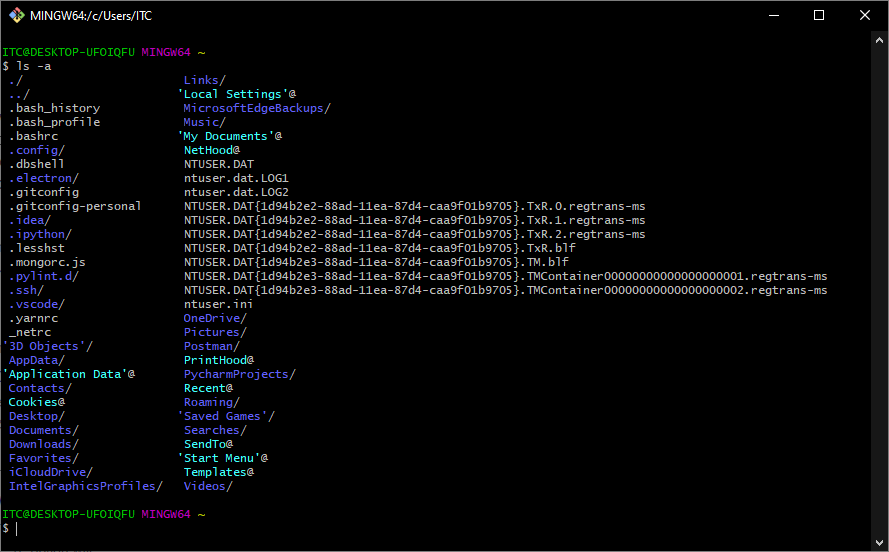 MINGW64:/c/Users/ITC
ITC@DESKTOP-UFOIQFU MINGW64 ~
$ ls -a
./ Links/
../ 'Local Settings'@
.bash_history MicrosoftEdgeBackups/
.bash_profile Music/
.bashrc 'My Documents'@
.config/ NetHood@
.dbshell NTUSER.DAT
.electron/ ntuser.dat.LOG1
.gitconfig ntuser.dat.LOG2
.gitconfig-personal NTUSER.DAT{1d94b2e2-88ad-11ea-87d4-caa9f01b9705}.TxR.0.regtrans-ms
.idea/ NTUSER.DAT{1d94b2e2-88ad-11ea-87d4-caa9f01b9705}.TxR.1.regtrans-ms
.ipython/ NTUSER.DAT{1d94b2e2-88ad-11ea-87d4-caa9f01b9705}.TxR.2.regtrans-ms
.lesshst NTUSER.DAT{1d94b2e2-88ad-11ea-87d4-caa9f01b9705}.TxR.blf
.mongorc.js NTUSER.DAT{1d94b2e3-88ad-11ea-87d4-caa9f01b9705}.TM.blf
.pylint.d/ NTUSER.DAT{1d94b2e3-88ad-11ea-87d4-caa9f01b9705}.TMContainer00000000000000000001.regtrans-ms
.ssh/ NTUSER.DAT{1d94b2e3-88ad-11ea-87d4-caa9f01b9705}.TMContainer00000000000000000002.regtrans-ms
.vscode/ ntuser.ini
.yarnrc OneDrive/
_netrc Pictures/
'3D Objects'/ Postman/
AppData/ PrintHood@
'Application Data'@ PycharmProjects/
Contacts/ Recent@
Cookies@ Roaming/
Desktop/ 'Saved Games'/
Documents/ Searches/
Downloads/ SendTo@
Favorites/ 'Start Menu'@
iCloudDrive/ Templates@
IntelGraphicsProfiles/ Videos/
ITC@DESKTOP-UFOIQFU MINGW64 ~
$